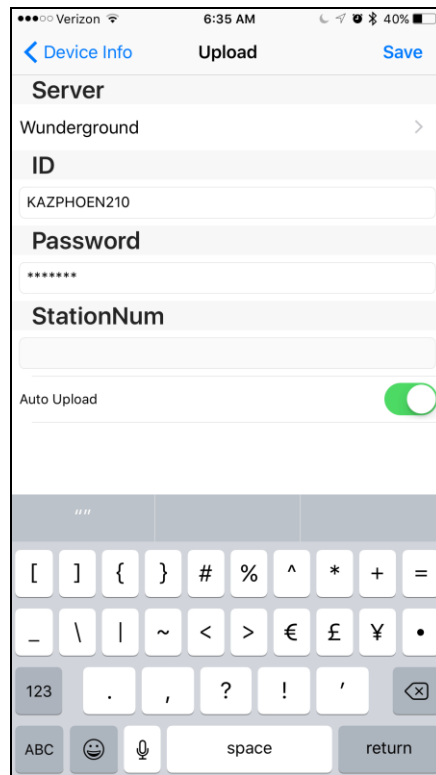 Verizon 6:35 AM 40%
Device Info Upload Save
Server
Wunderground
ID
KAZPHOEN210
Password
*******
StationNum
Auto Upload
""
[ ] { } # % ^ * + =
_ \ | ~ < > € £ ¥ •
123 . , ? ! '
ABC space return